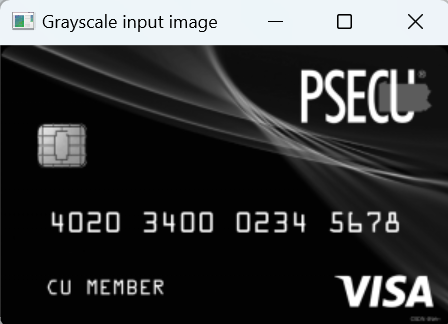 Grayscale input image
PSECU®
4020 3400 0234 5678
CU MEMBER
VISA